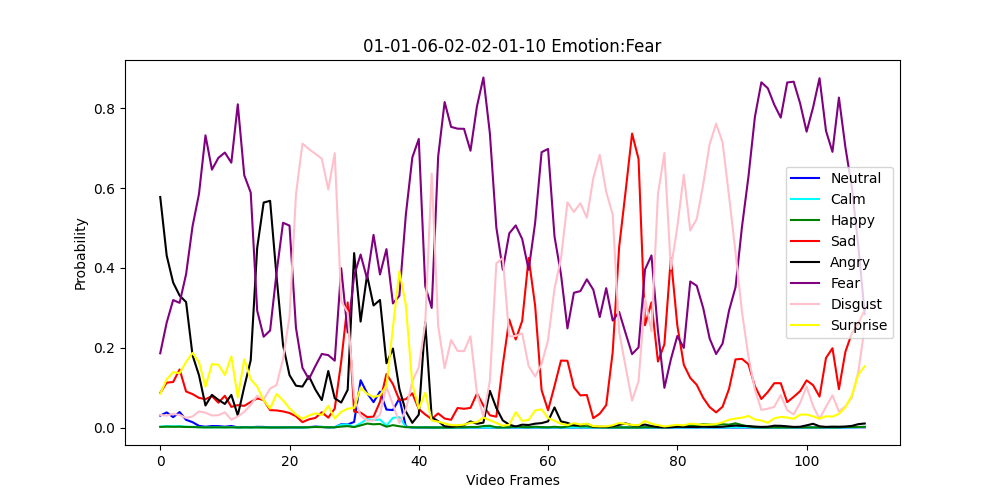 01-01-06-02-02-01-10 Emotion:Fear
Probability
0.8
0.6
0.4
0.2
0.0
Neutral
Calm
Happy
Sad
Angry
Fear
Disgust
Surprise
0 20 40 60 80 100
Video Frames